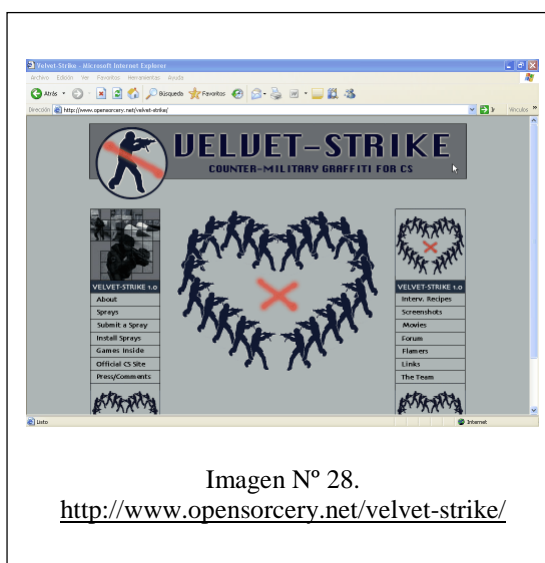 Velvet-Strike - Microsoft Internet Explorer
Archivo Edición Ver Favoritos Herramientas Ayuda
Atrás Búsqueda Favoritos
Dirección http://www.opensorcery.net/velvet-strike/ Ir Vínculos »
VELVET-STRIKE
COUNTER-MILITARY GRAFFITI FOR CS
VELVET-STRIKE 1.0
About
Sprays
Submit a Spray
Install Sprays
Games Inside
Official CS Site
Press/Comments
VELVET-STRIKE 1.0
Interv. Recipes
Screenshots
Movies
Forum
Flamers
Links
The Team
Listo Internet
Imagen Nº 28.
http://www.opensorcery.net/velvet-strike/